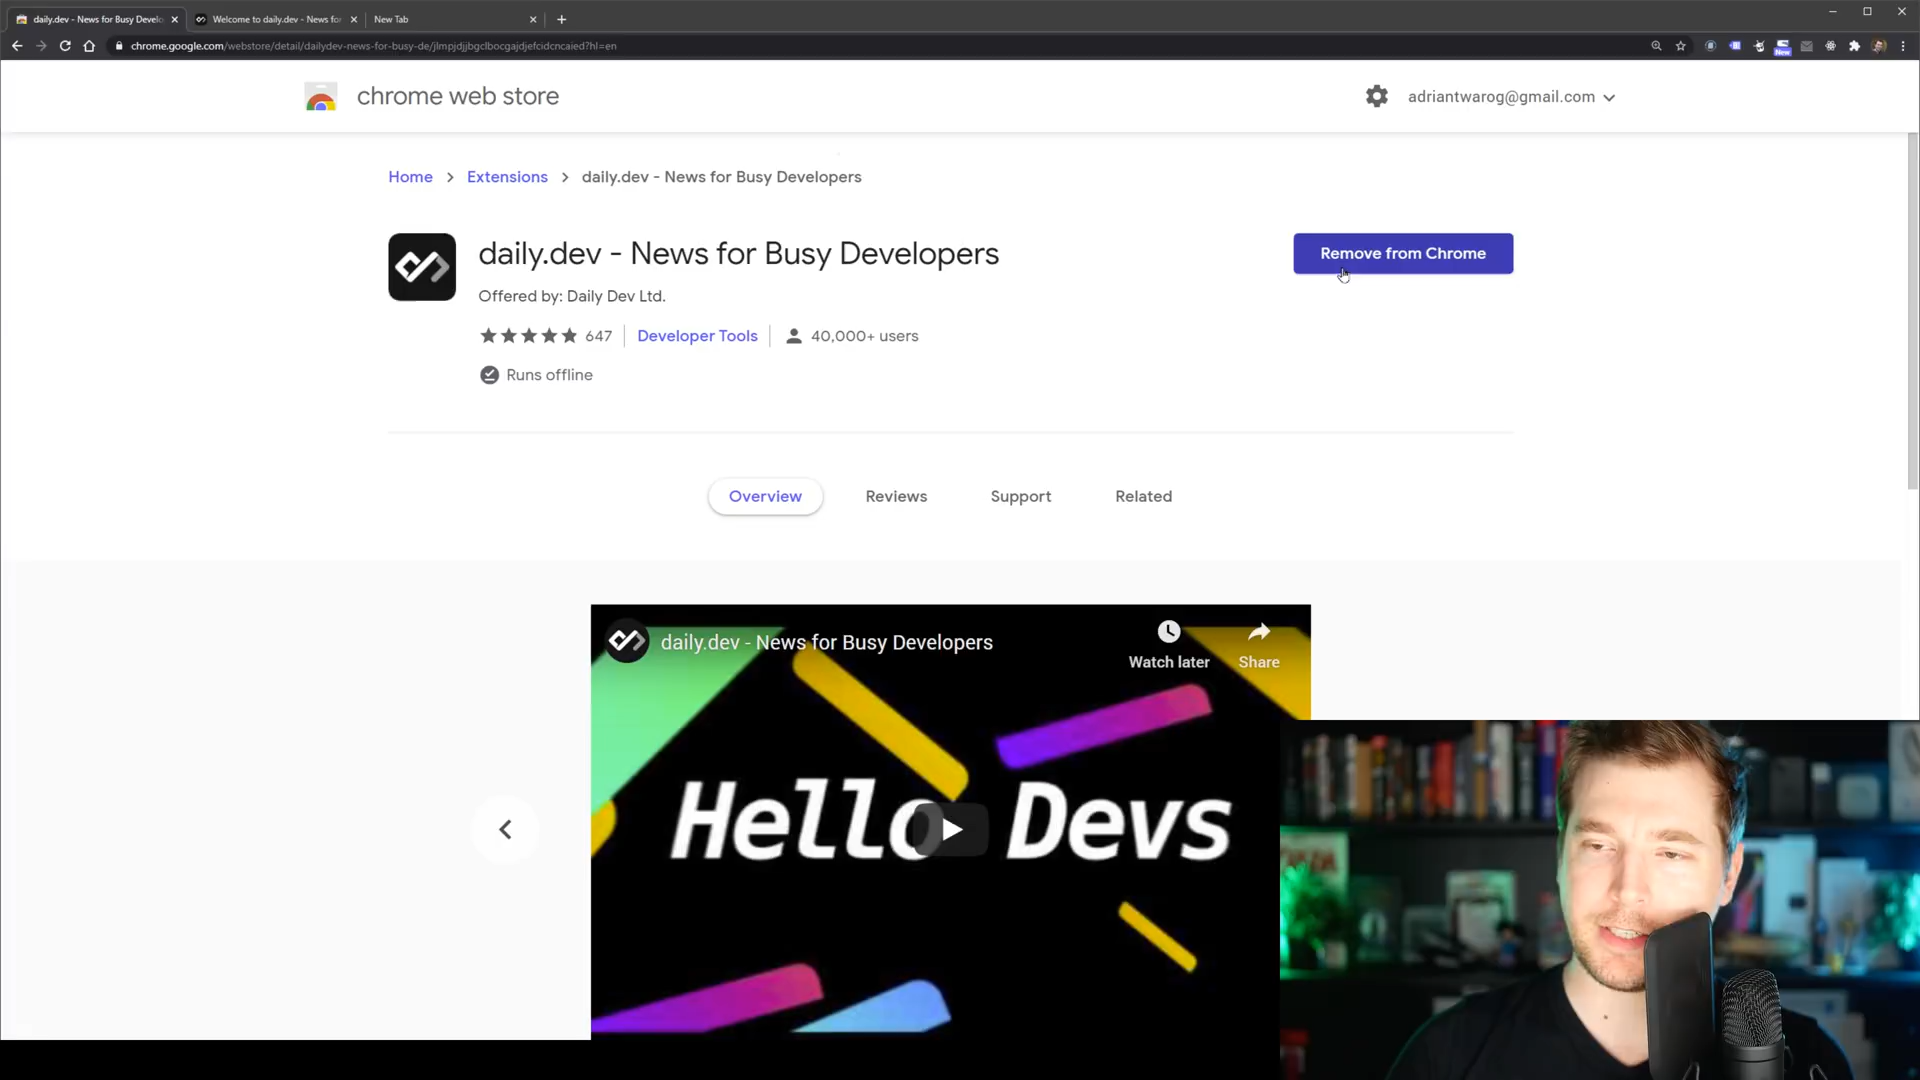 daily.dev - News for Busy Develo
Welcome to daily.dev - News for
New Tab
chrome.google.com/webstore/detail/dailydev-news-for-busy-de/jlmpjdjjbgclbocgajdjefcidcncaied?hl=en
New
chrome web store
adriantwarog@gmail.com
Home > Extensions > daily.dev - News for Busy Developers
daily.dev - News for Busy Developers
Remove from Chrome
Offered by: Daily Dev Ltd.
647
Developer Tools
40,000+ users
Runs offline
Overview
Reviews
Support
Related
daily.dev - News for Busy Developers
Watch later
Share
Hello Devs